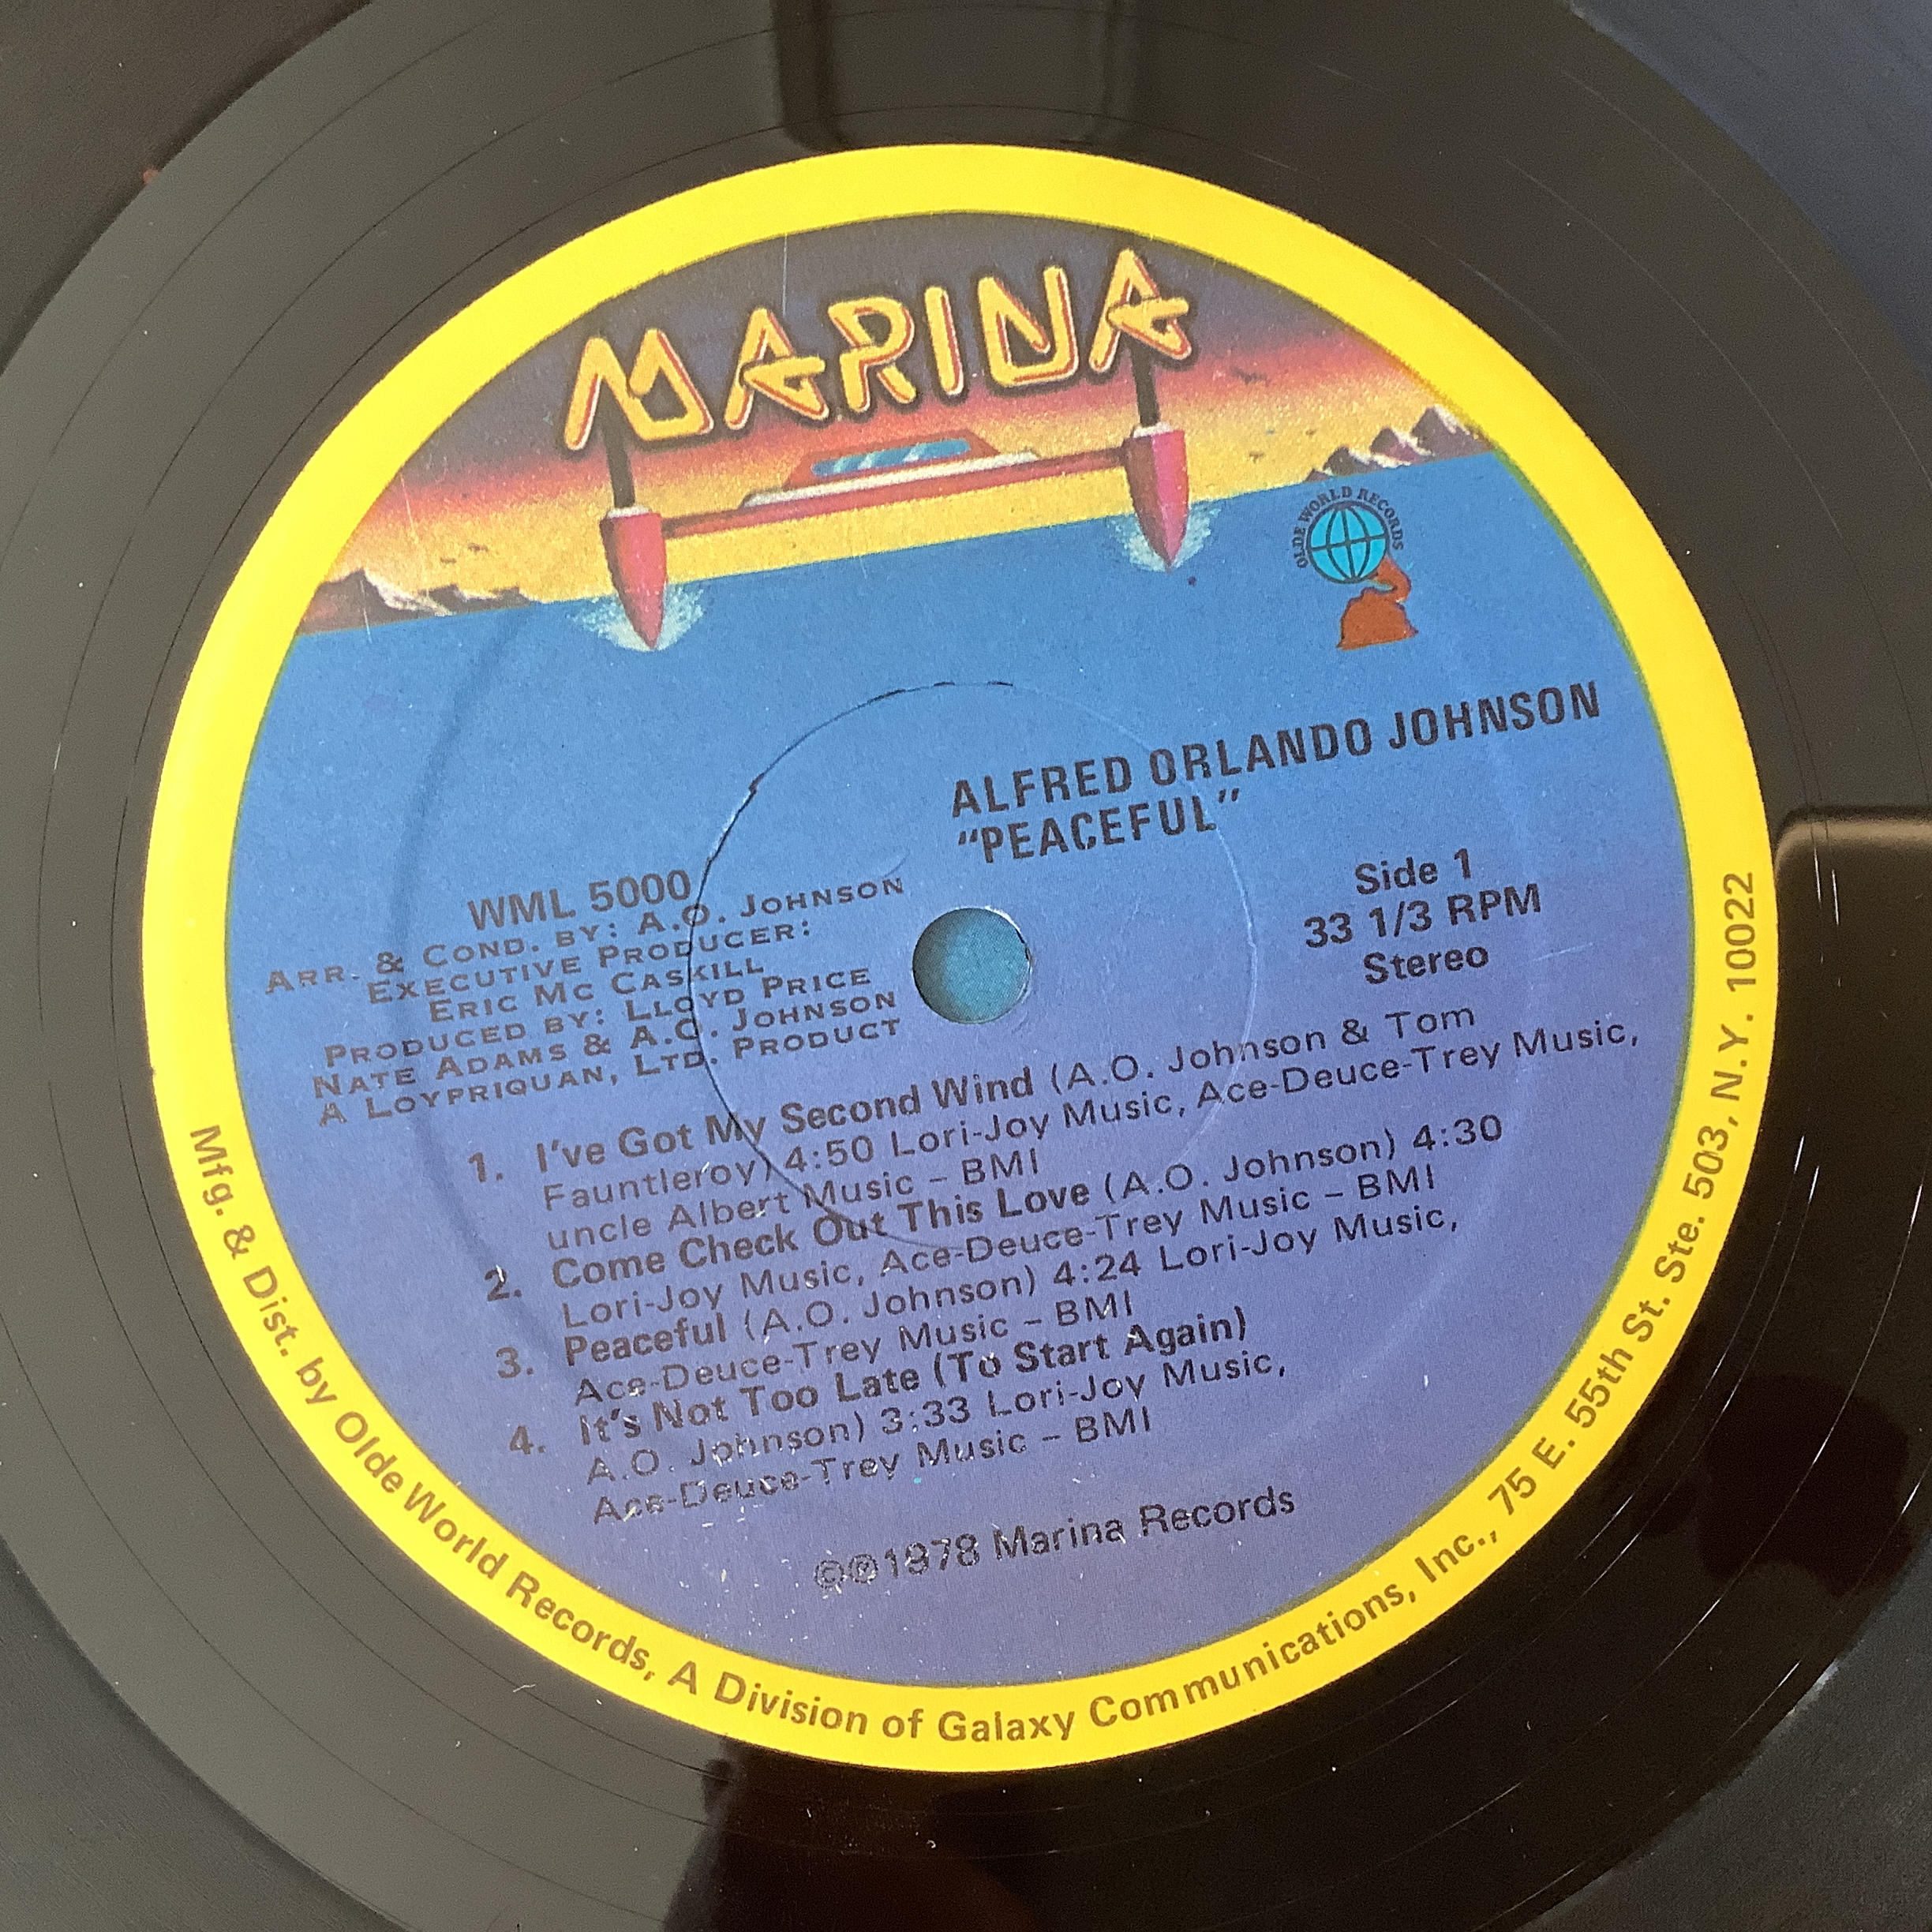 MARINA
OLDE WORLD RECORDS
ALFRED ORLANDO JOHNSON
"PEACEFUL"
WML 5000
ARR. & COND. BY: A.O. JOHNSON
EXECUTIVE PRODUCER:
ERIC MC CASKILL
PRODUCED BY: LLOYD PRICE
NATE ADAMS & A.O. JOHNSON
A LOYPRIQUAN, LTD. PRODUCT
Side 1
33 1/3 RPM
Stereo
1. I've Got My Second Wind (A.O. Johnson & Tom
Fauntleroy) 4:50 Lori-Joy Music, Ace-Deuce-Trey Music,
uncle Albert Music – BMI
2. Come Check Out This Love (A.O. Johnson) 4:30
Lori-Joy Music, Ace-Deuce-Trey Music – BMI
3. Peaceful (A.O. Johnson) 4:24 Lori-Joy Music,
Ace-Deuce-Trey Music – BMI
4. It's Not Too Late (To Start Again)
A.O. Johnson) 3:33 Lori-Joy Music,
Ace-Deuce-Trey Music – BMI
©℗1978 Marina Records
Mfg. & Dist. by Olde World Records, A Division of Galaxy Communications, Inc., 75 E. 55th St. Ste. 503, N.Y. 10022